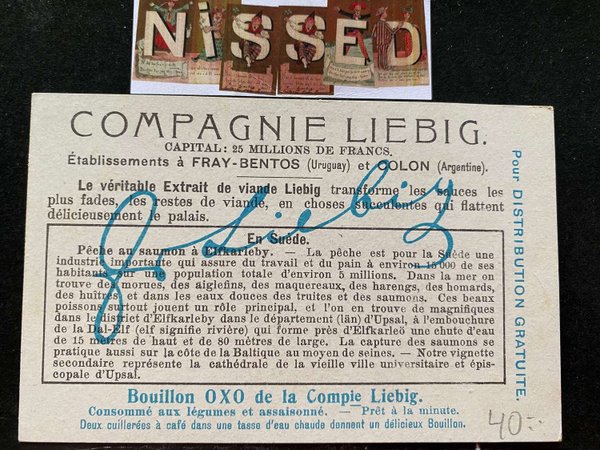 NiSSED
COMPAGNIE LIEBIG.
CAPITAL: 25 MILLIONS DE FRANCS.
Établissements à FRAY-BENTOS (Uruguay) et COLON (Argentine).
Le véritable Extrait de viande Liebig transforme les sauces les
plus fades, les restes de viande, en choses succulentes qui flattent
délicieusement le palais.
J. v. Liebig
En Suède.
Pêche au saumon à Elfkarleby. — La pêche est pour la Suède une
industrie importante qui assure du travail et du pain à environ 15 000 de ses
habitants sur une population totale d'environ 5 millions. Dans la mer on
trouve des morues, des aiglefins, des maquereaux, des harengs, des homards,
des huîtres et dans les eaux douces des truites et des saumons. Ces beaux
poissons surtout jouent un rôle principal, et l'on en trouve de magnifiques
dans le district d'Elfkarleby dans le département (län) d'Upsal, à l'embouchure
de la Dal-Elf (elf signifie rivière) qui forme près d'Elfkarleö une chute d'eau
de 15 mètres de haut et de 80 mètres de large. La capture des saumons se
pratique aussi sur la côte de la Baltique au moyen de seines. — Notre vignette
secondaire représente la cathédrale de la vieille ville universitaire et épis-
copale d'Upsal.
Bouillon OXO de la Compie Liebig.
Consommé aux légumes et assaisonné. — Prêt à la minute.
Deux cuillerées à café dans une tasse d'eau chaude donnent un délicieux Bouillon.
Pour DISTRIBUTION GRATUITE.
40.-